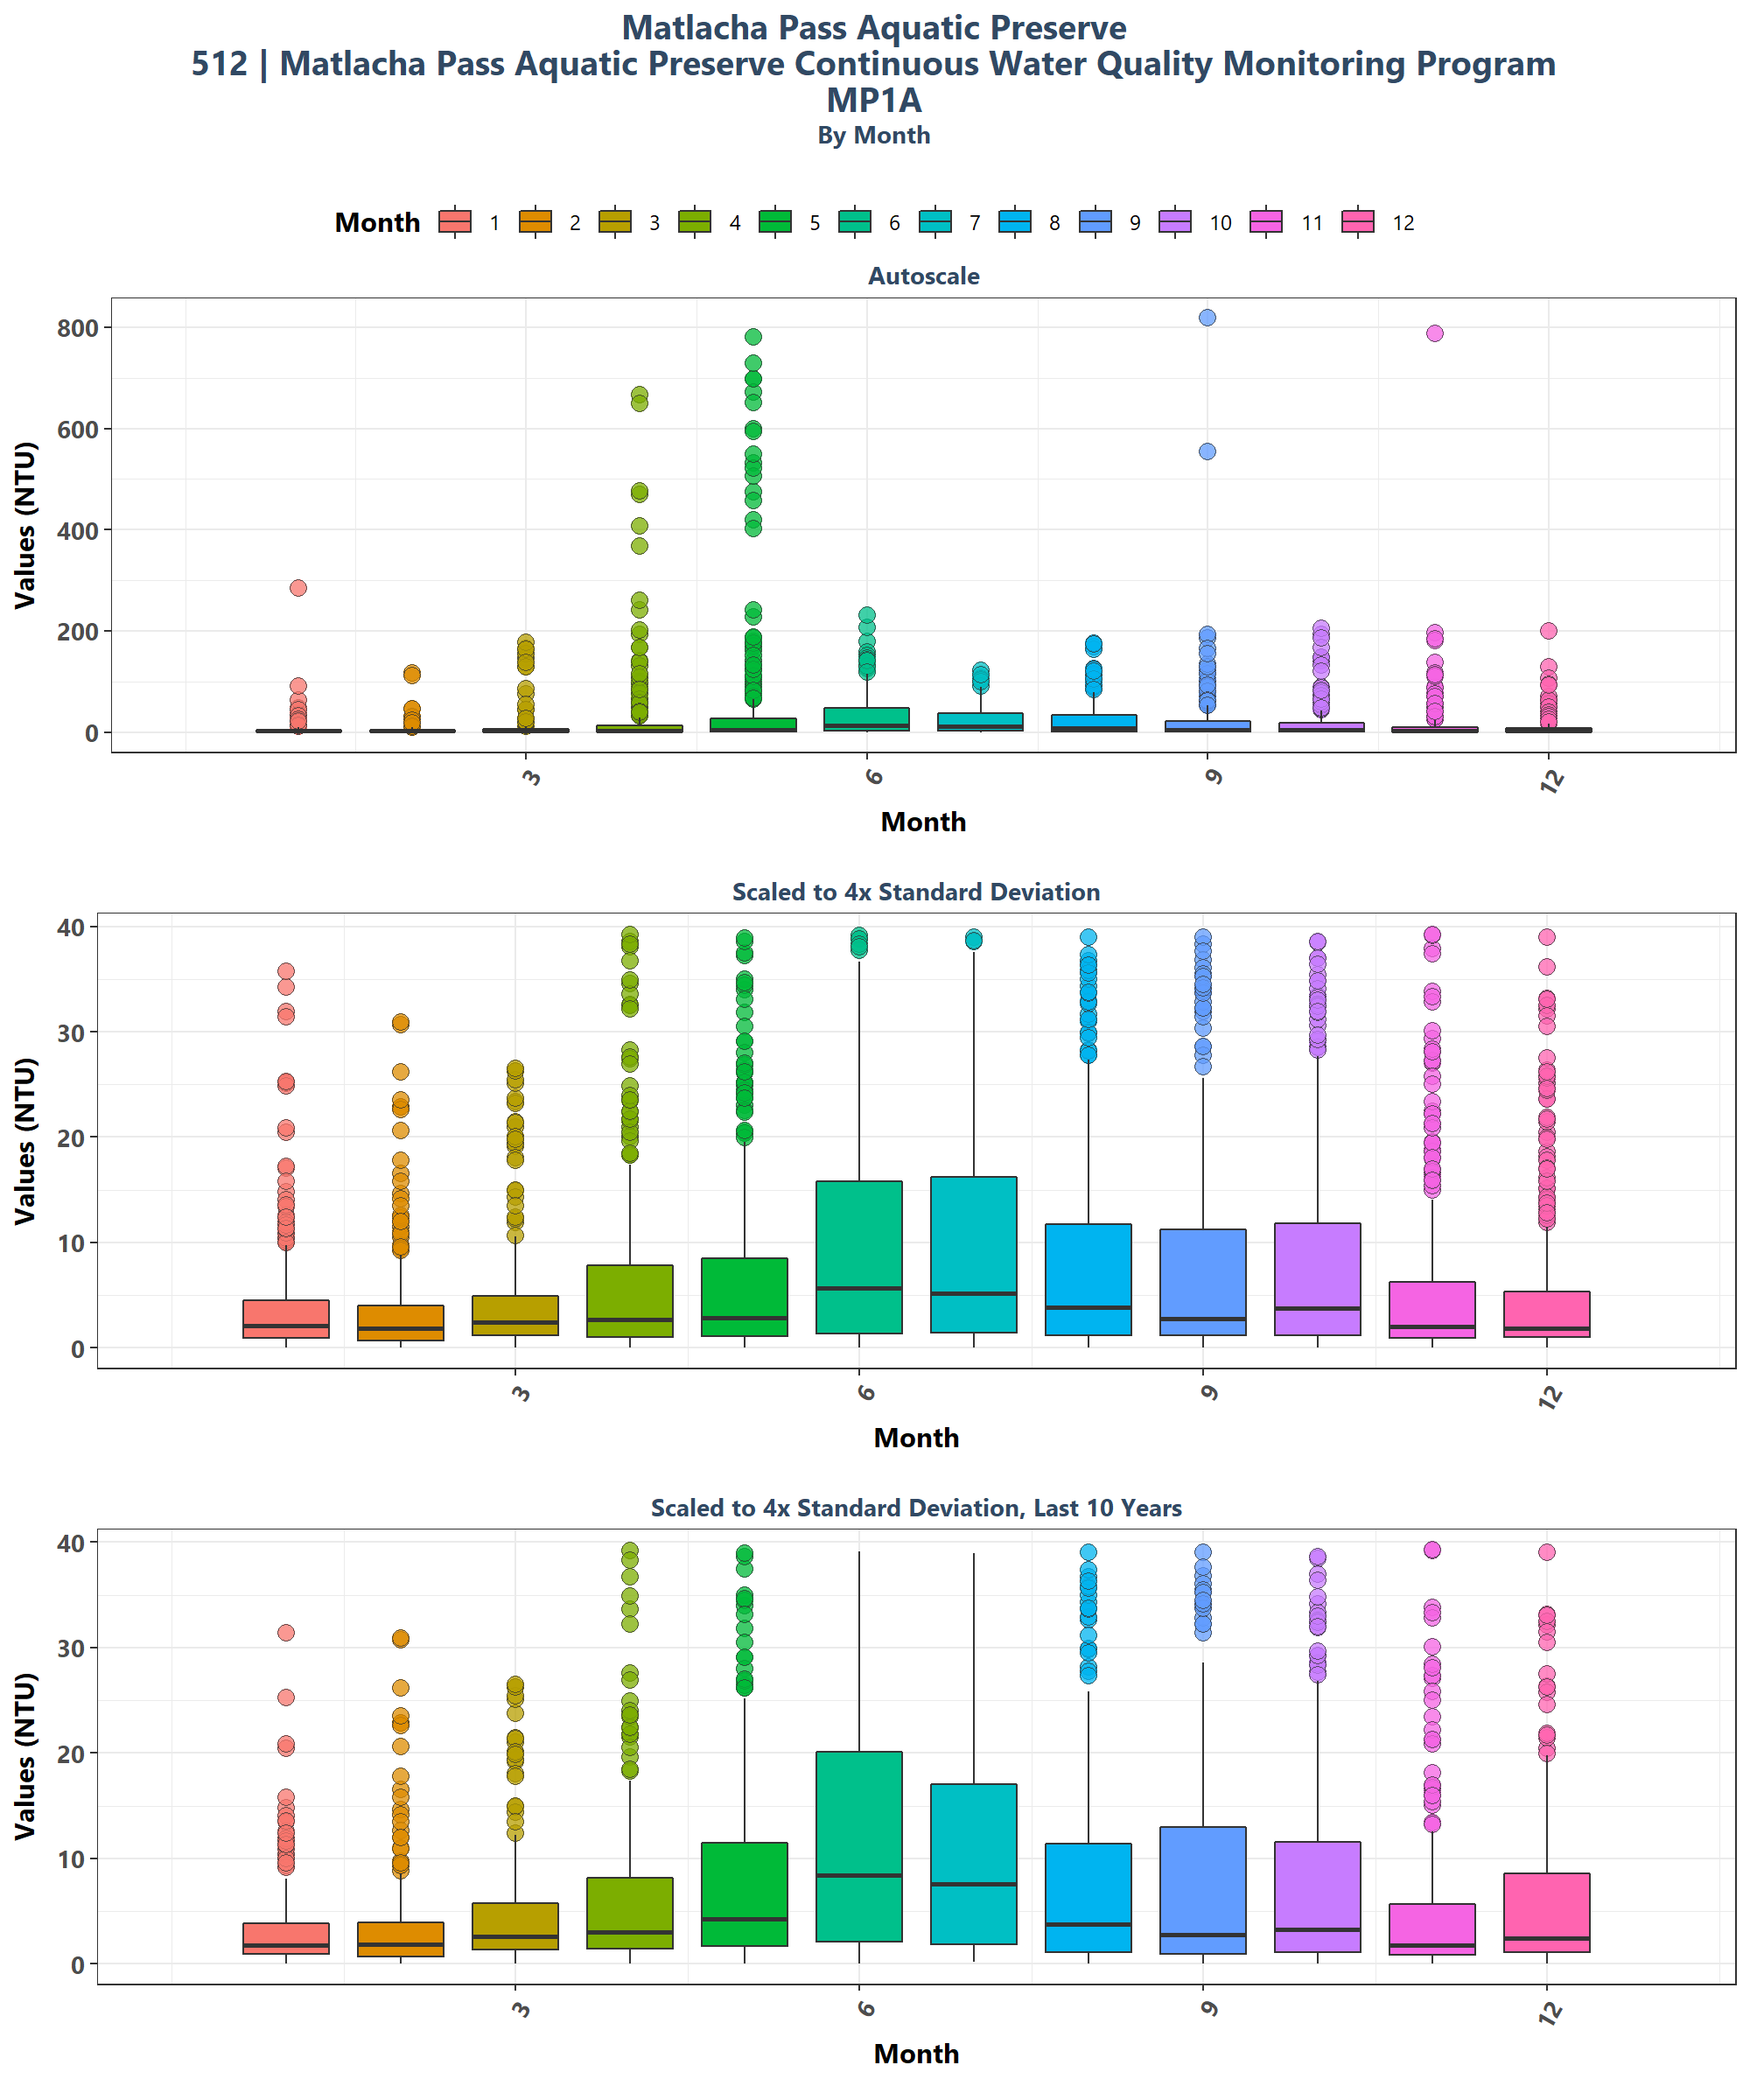 Matlacha Pass Aquatic Preserve
512 | Matlacha Pass Aquatic Preserve Continuous Water Quality Monitoring Program
MP1A
By Month
Month 1 2 3 4 5 6 7 8 9 10 11 12
Autoscale
800
600
400
200
0
Values (NTU)
3 6 9 12
Month
Scaled to 4x Standard Deviation
40
30
20
10
0
Values (NTU)
3 6 9 12
Month
Scaled to 4x Standard Deviation, Last 10 Years
40
30
20
10
0
Values (NTU)
3 6 9 12
Month